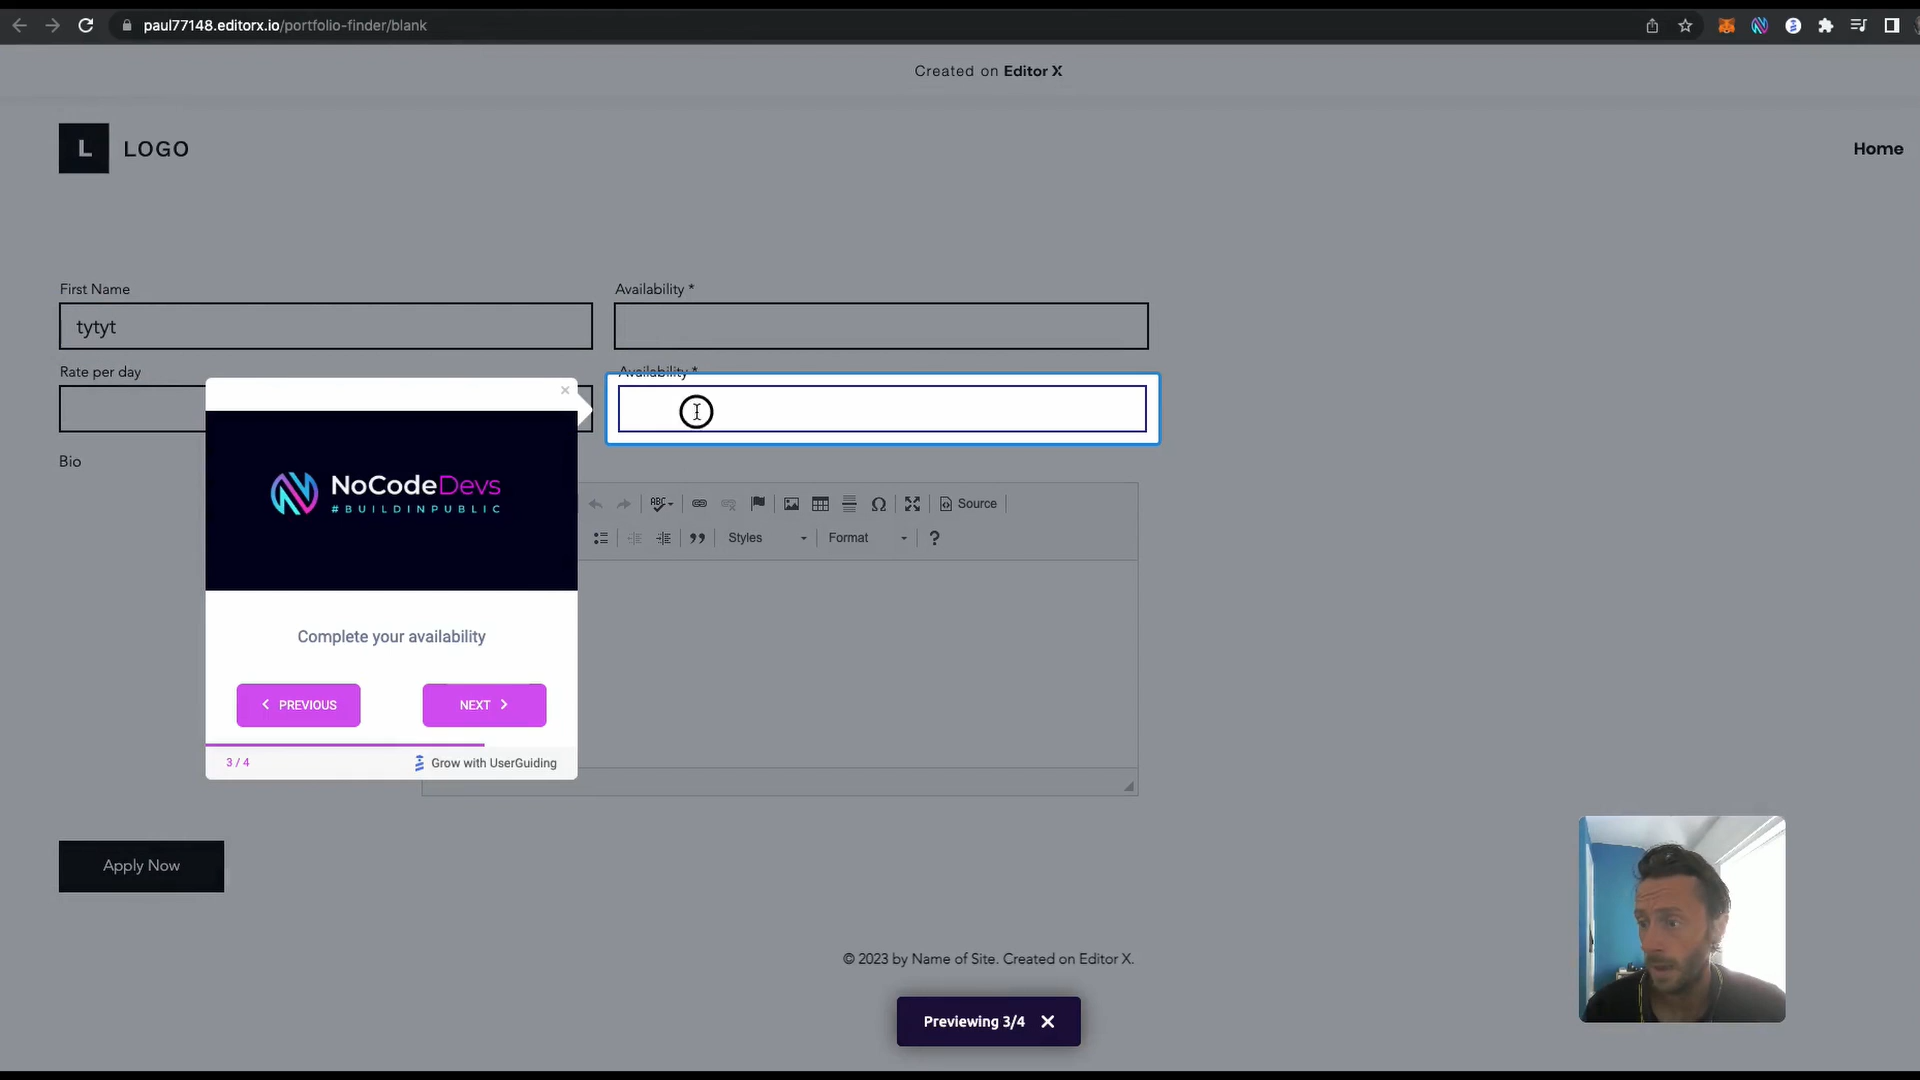 paul77148.editorx.io/portfolio-finder/blank
Created on Editor X
L LOGO
Home
First Name
Availability *
tytyt
Rate per day
Availability *
Bio
NoCodeDevs
#BUILDINPUBLIC
ABC
Source
Styles
Format
?
Complete your availability
PREVIOUS
NEXT
3 / 4
Grow with UserGuiding
Apply Now
© 2023 by Name of Site. Created on Editor X.
Previewing 3/4